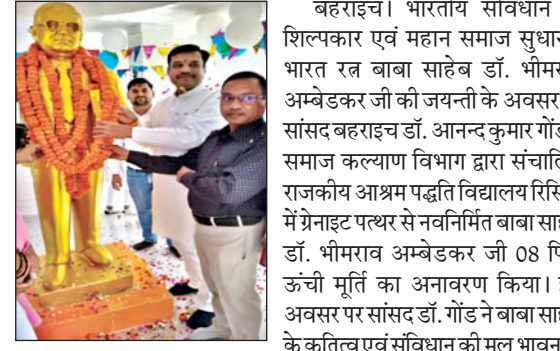 बहराइच। भारतीय संविधान
शिल्पकार एवं महान समाज
भारत रत्न बाबा साहेब डॉ.
अम्बेडकर जी की जयन्ती के अवसर
सांसद बहराइच डॉ. आनन्द कुमार गोंड
समाज कल्याण विभाग द्वारा
राजकीय आश्रम पद्धति विद्यालय
में ग्रेनाइट पत्थर से नवनिर्मित बाबा
डॉ. भीमराव अम्बेडकर जी 08
ऊंची मूर्ति का अनावरण किया।
अवसर पर सांसद डॉ. गोंड ने बाबा
के कृतित्व एवं संविधान की मूल